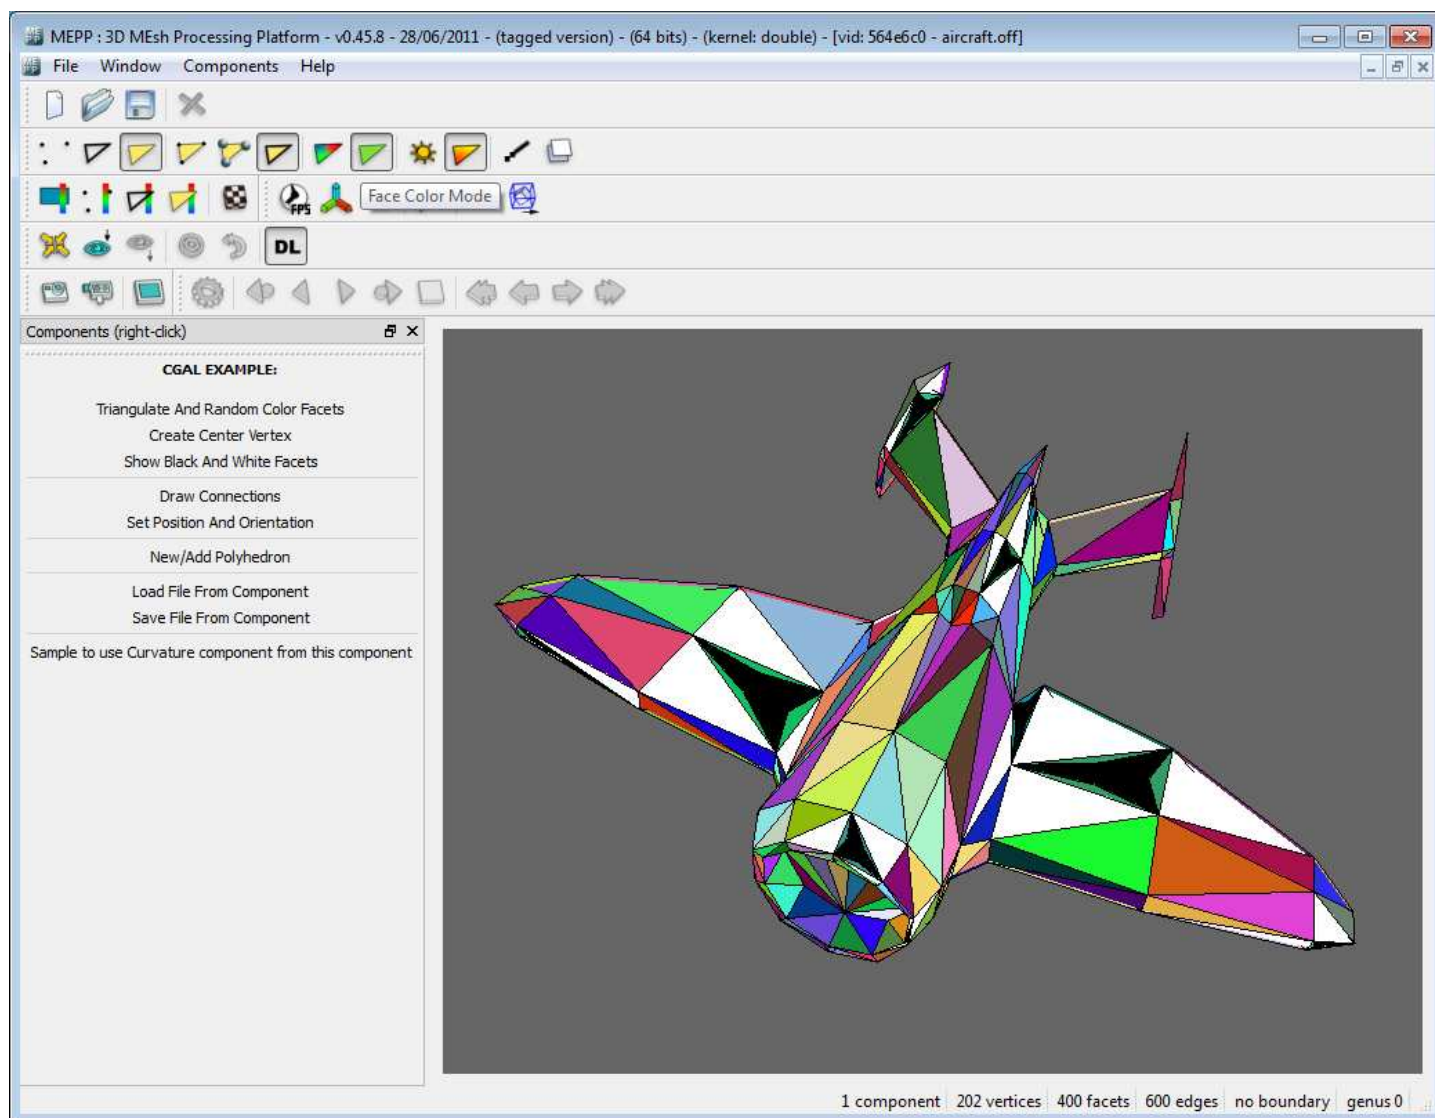 MEPP : 3D MEsh Processing Platform - v0.45.8 - 28/06/2011 - (tagged version) - (64 bits) - (kernel: double) - [vid: 564e6c0 - aircraft.off]
File Window Components Help
FPS
Face Color Mode
DL
Components (right-click)
CGAL EXAMPLE:
Triangulate And Random Color Facets
Create Center Vertex
Show Black And White Facets
Draw Connections
Set Position And Orientation
New/Add Polyhedron
Load File From Component
Save File From Component
Sample to use Curvature component from this component
1 component 202 vertices 400 facets 600 edges no boundary genus 0